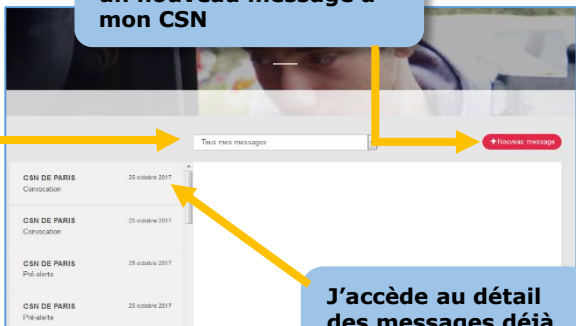 un nouveau message à
mon CSN
Tous mes messages
+Nouveau message
CSN DE PARIS 25 octobre 2017
Convocation
CSN DE PARIS 25 octobre 2017
Convocation
CSN DE PARIS 25 octobre 2017
Pré-alerte
CSN DE PARIS 25 octobre 2017
Pré-alerte
J'accède au détail
des messages déjà